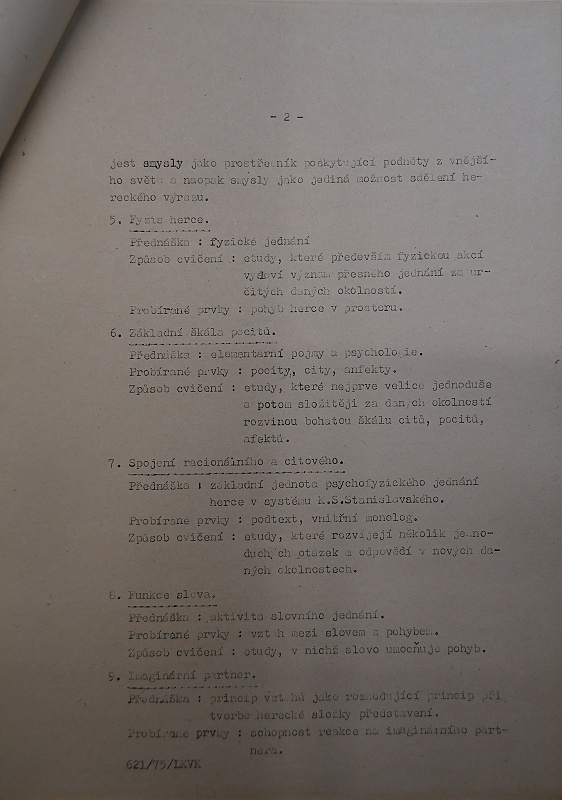 - 2 -
jest smysly jako prostředník poskytující podněty z vnější-
ho světa a naopak smysly jako jediná možnost sdělení he-
reckého výrazu.
5. Fyzis herce.
Přednáška : fyzické jednání
Způsob cvičení : etudy, které především fyzickou akcí
vydoví význam přesného jednání za ur-
čitých daných okolností.
Probírané prvky : pohyb herce v prostoru.
6. Základní škála pocitů.
Přednáška : elementární pojmy a psychologie.
Probírané prvky : pocity, city, anfekty.
Způsob cvičení : etudy, které nejprve velice jednoduše
a potom složitěji za daných okolností
rozvinou bohatou škálu citů, pocitů,
afektů.
7. Spojení racionálního a citového.
Přednáška : základní jednota psychofyzického jednání
herce v systému K.S.Stanislavského.
Probírané prvky : podtext, vnitřní monolog.
Způsob cvičení : etudy, které rozvíjejí několik jedno-
duchých otázek a odpovědí v nových da-
ných okolnostech.
8. Funkce slova.
Přednáška : aktivita slovního jednání.
Probírané prvky : vztah mezi slovem a pohybem.
Způsob cvičení : etudy, v nichž slovo umocňuje pohyb.
9. Imaginární partner.
Přednáška : princip vztahů jako rozhodující princip při
tvorbě herecké složky představení.
Probírané prvky : schopnost reakce na imaginárního part-
nera.
621/75/LKVK